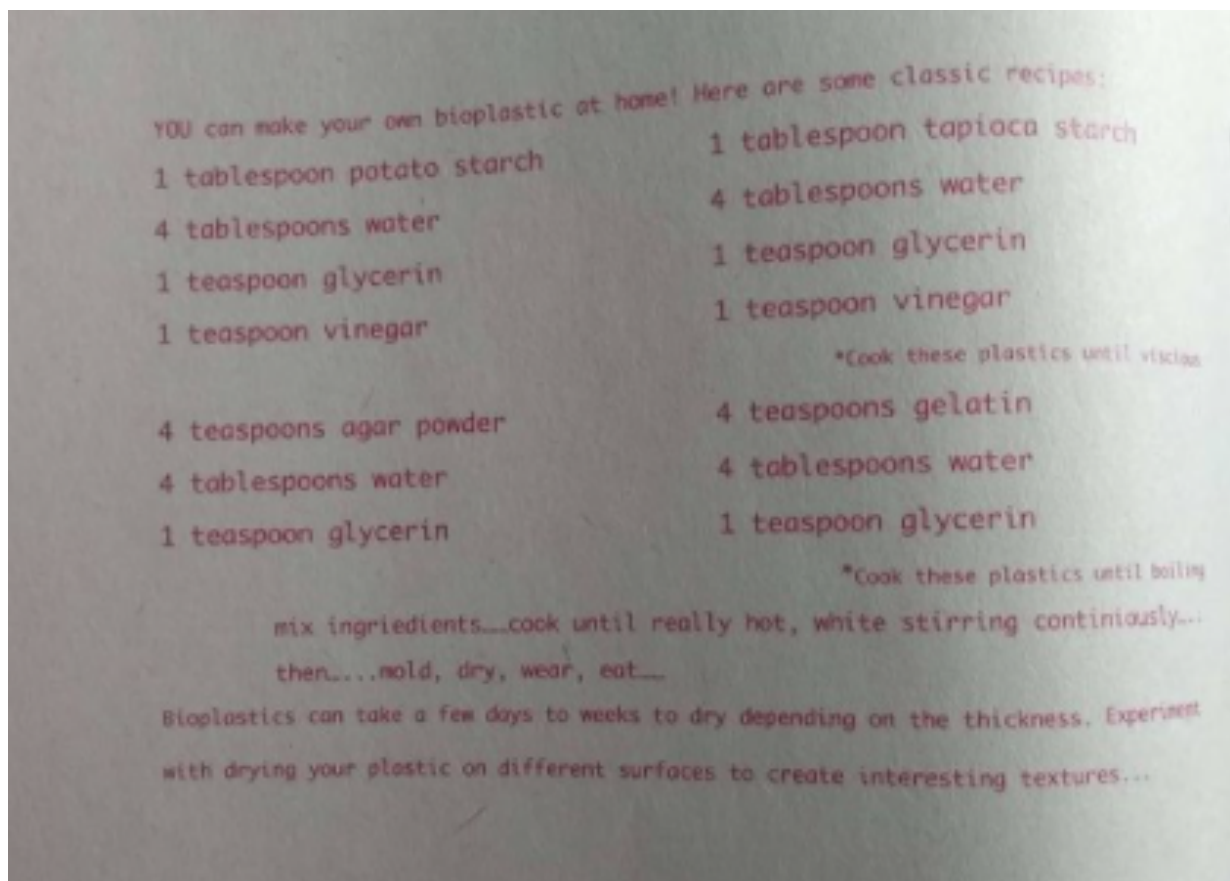 YOU can make your own bioplastic at home! Here are some classic recipes:
1 tablespoon potato starch
4 tablespoons water
1 teaspoon glycerin
1 teaspoon vinegar
1 tablespoon tapioca starch
4 tablespoons water
1 teaspoon glycerin
1 teaspoon vinegar
*Cook these plastics until viscious
4 teaspoons agar powder
4 tablespoons water
1 teaspoon glycerin
4 teaspoons gelatin
4 tablespoons water
1 teaspoon glycerin
*Cook these plastics until boiling
mix ingriedients....cook until really hot, white stirring continiously...
then.....mold, dry, wear, eat....
Bioplastics can take a few days to weeks to dry depending on the thickness. Experiment
with drying your plastic on different surfaces to create interesting textures...